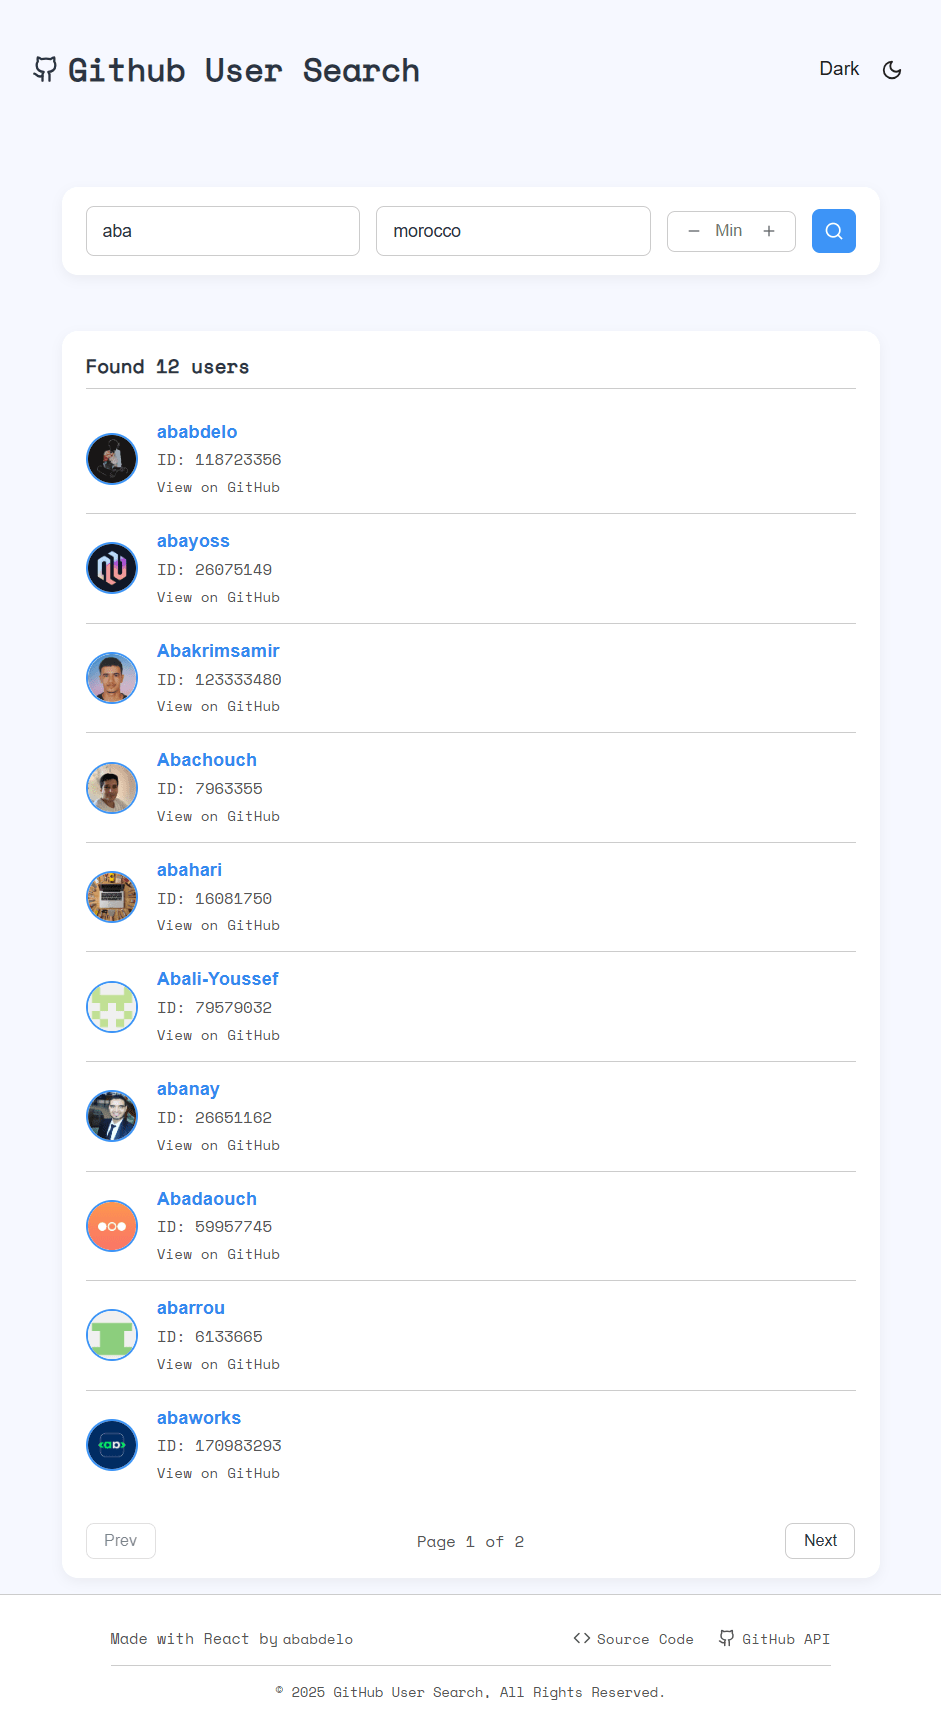 Github User Search
Dark
aba
morocco
− Min +
Found 12 users
ababdelo
ID: 118723356
View on GitHub
abayoss
ID: 26075149
View on GitHub
Abakrimsamir
ID: 123333480
View on GitHub
Abachouch
ID: 7963355
View on GitHub
abahari
ID: 16081750
View on GitHub
Abali-Youssef
ID: 79579032
View on GitHub
abanay
ID: 26651162
View on GitHub
Abadaouch
ID: 59957745
View on GitHub
abarrou
ID: 6133665
View on GitHub
abaworks
<ab>
ID: 170983293
View on GitHub
Prev
Page 1 of 2
Next
Made with React by ababdelo
Source Code
GitHub API
© 2025 GitHub User Search, All Rights Reserved.